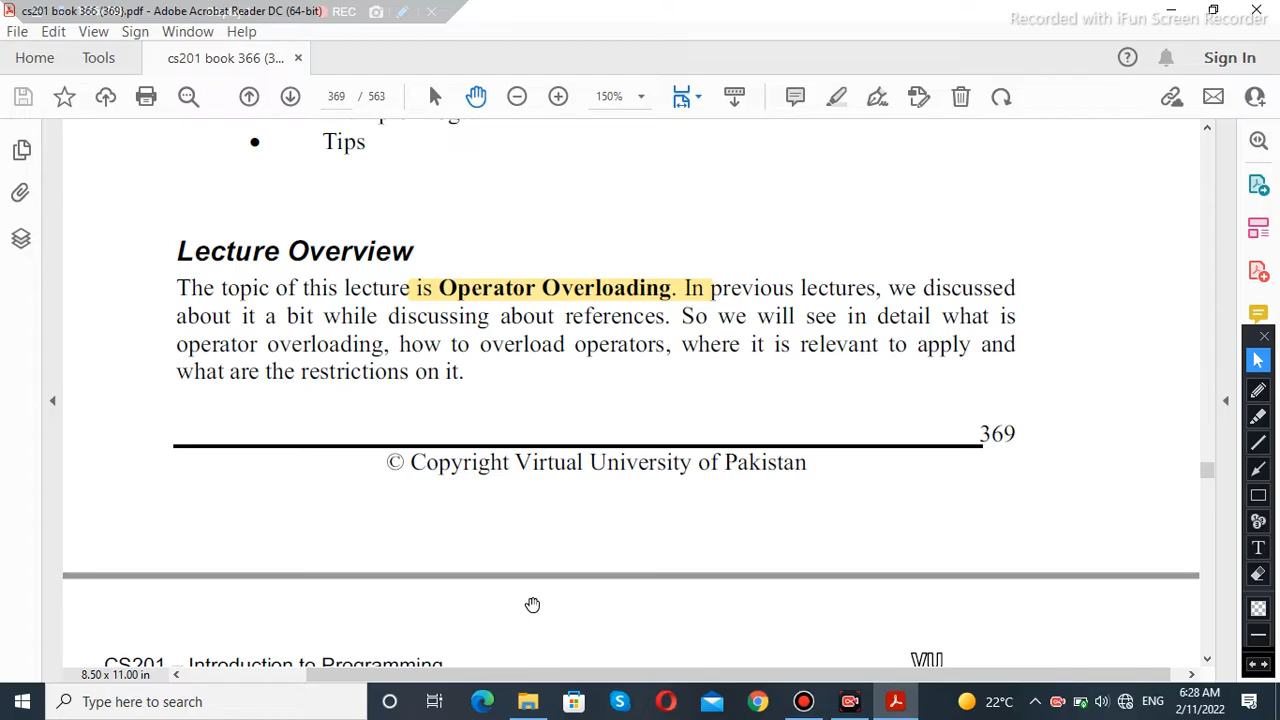 cs201 book 366 (369).pdf - Adobe Acrobat Reader DC (64-bit)
REC
Recorded with iFun Screen Recorder
File Edit View Sign Window Help
Home Tools cs201 book 366 (3... × Sign In
369 / 563 150%
• Tips
Lecture Overview
The topic of this lecture is Operator Overloading. In previous lectures, we discussed
about it a bit while discussing about references. So we will see in detail what is
operator overloading, how to overload operators, where it is relevant to apply and
what are the restrictions on it.
369
© Copyright Virtual University of Pakistan
CS201 – Introduction to Programming
VU
8.50 x 11.00 in
Type here to search
22°C
ENG
6:28 AM
2/11/2022